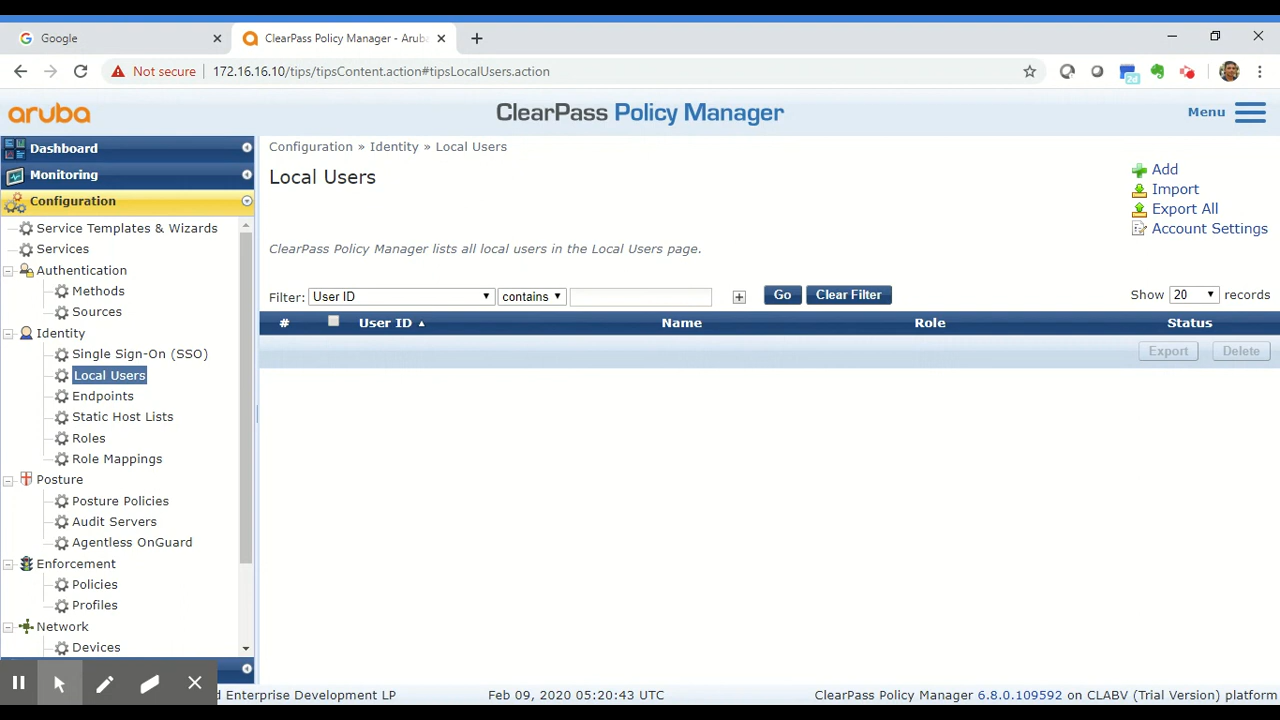 Google
ClearPass Policy Manager - Arub
Not secure
172.16.16.10/tips/tipsContent.action#tipsLocalUsers.action
2d
aruba
ClearPass Policy Manager
Menu
Dashboard
Monitoring
Configuration
Service Templates & Wizards
Services
Authentication
Methods
Sources
Identity
Single Sign-On (SSO)
Local Users
Endpoints
Static Host Lists
Roles
Role Mappings
Posture
Posture Policies
Audit Servers
Agentless OnGuard
Enforcement
Policies
Profiles
Network
Devices
Configuration » Identity » Local Users
Local Users
Add
Import
Export All
Account Settings
ClearPass Policy Manager lists all local users in the Local Users page.
Filter: User ID contains + Go Clear Filter Show 20 records
# User ID Name Role Status
Export Delete
d Enterprise Development LP Feb 09, 2020 05:20:43 UTC ClearPass Policy Manager 6.8.0.109592 on CLABV (Trial Version) platform